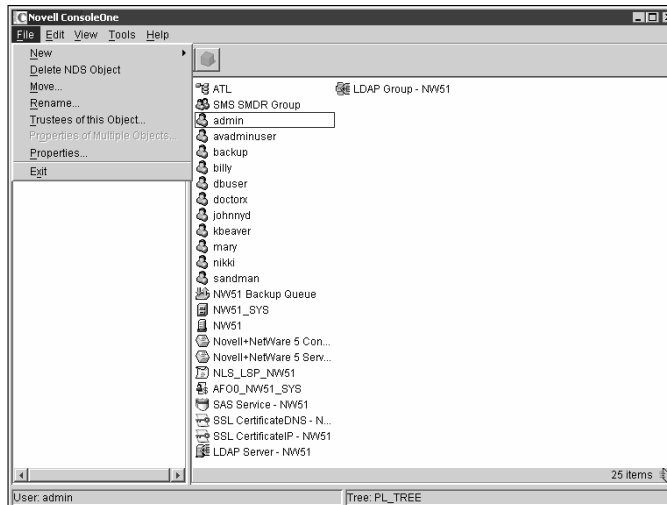 Novell ConsoleOne
File Edit View Tools Help
New
Delete NDS Object
Move...
Rename...
Trustees of this Object...
Properties of Multiple Objects...
Properties...
Exit
ATL
SMS SMDR Group
admin
avadminuser
backup
billy
dbuser
doctorx
johnnyd
kbeaver
mary
nikki
sandman
NW51 Backup Queue
NW51_SYS
NW51
Novell+NetWare 5 Con...
Novell+NetWare 5 Serv...
NLS_LSP_NW51
AFO0_NW51_SYS
SAS Service - NW51
SSL CertificateDNS - N...
SSL CertificateIP - NW51
LDAP Server - NW51
LDAP Group - NW51
25 items
User: admin
Tree: PL_TREE